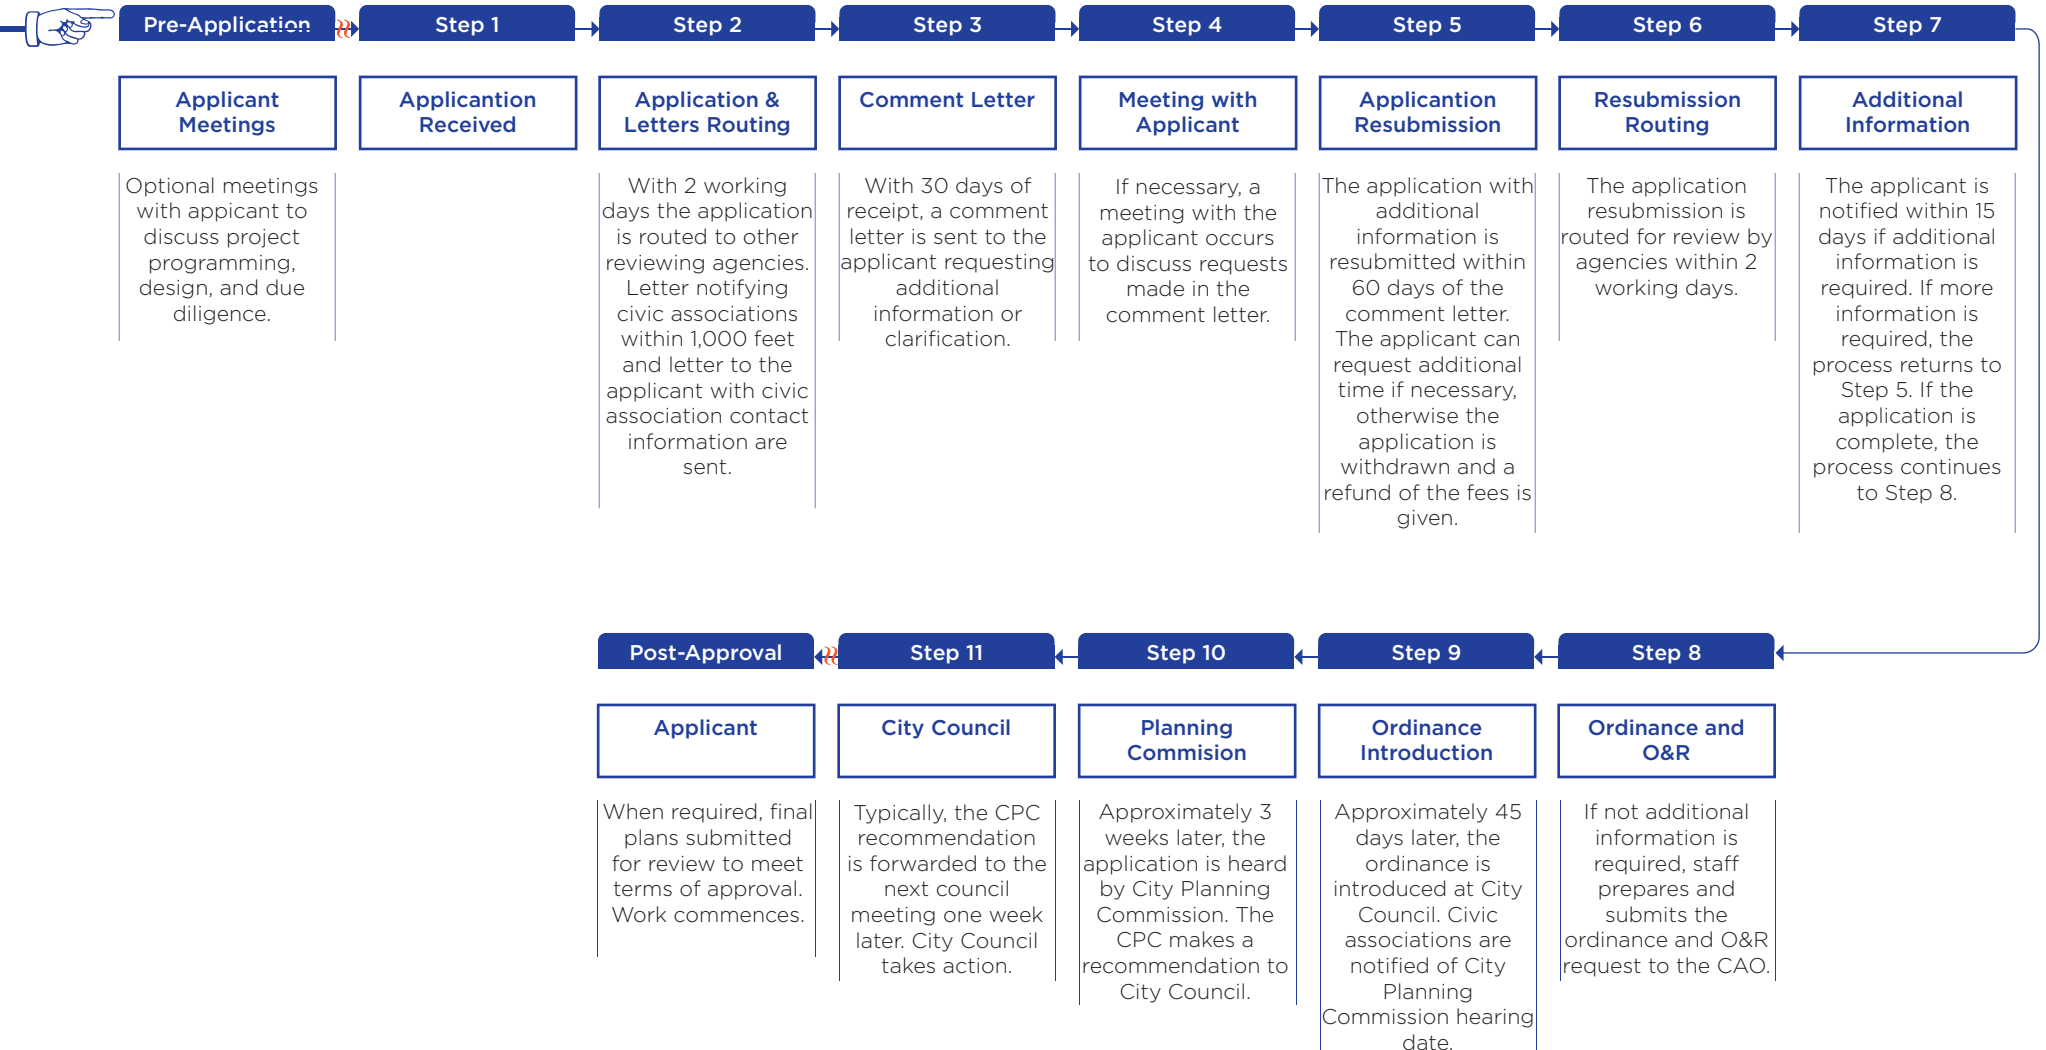 Pre-Application
Step 1
Step 2
Step 3
Step 4
Step 5
Step 6
Step 7
Applicant
Meetings
Applicantion
Received
Application &
Letters Routing
Comment Letter
Meeting with
Applicant
Applicantion
Resubmission
Resubmission
Routing
Additional
Information
Optional meetings
with appicant to
discuss project
programming,
design, and due
diligence.
With 2 working
days the application
is routed to other
reviewing agencies.
Letter notifying
civic associations
within 1,000 feet
and letter to the
applicant with civic
association contact
information are
sent.
With 30 days of
receipt, a comment
letter is sent to the
applicant requesting
additional
information or
clarification.
If necessary, a
meeting with the
applicant occurs
to discuss requests
made in the
comment letter.
The application with
additional
information is
resubmitted within
60 days of the
comment letter.
The applicant can
request additional
time if necessary,
otherwise the
application is
withdrawn and a
refund of the fees is
given.
The application
resubmission is
routed for review by
agencies within 2
working days.
The applicant is
notified within 15
days if additional
information is
required. If more
information is
required, the
process returns to
Step 5. If the
application is
complete, the
process continues
to Step 8.
Post-Approval
Step 11
Step 10
Step 9
Step 8
Applicant
City Council
Planning
Commision
Ordinance
Introduction
Ordinance and
O&R
When required, final
plans submitted
for review to meet
terms of approval.
Work commences.
Typically, the CPC
recommendation
is forwarded to the
next council
meeting one week
later. City Council
takes action.
Approximately 3
weeks later, the
application is heard
by City Planning
Commission. The
CPC makes a
recommendation to
City Council.
Approximately 45
days later, the
ordinance is
introduced at City
Council. Civic
associations are
notified of City
Planning
Commission hearing
date.
If not additional
information is
required, staff
prepares and
submits the
ordinance and O&R
request to the CAO.